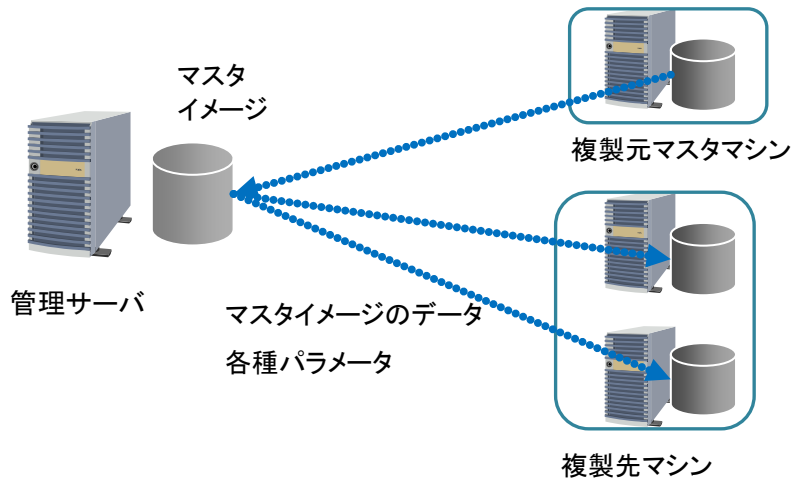 マスタ
イメージ
複製元マスタマシン
管理サーバ
マスタイメージのデータ
各種パラメータ
複製先マシン